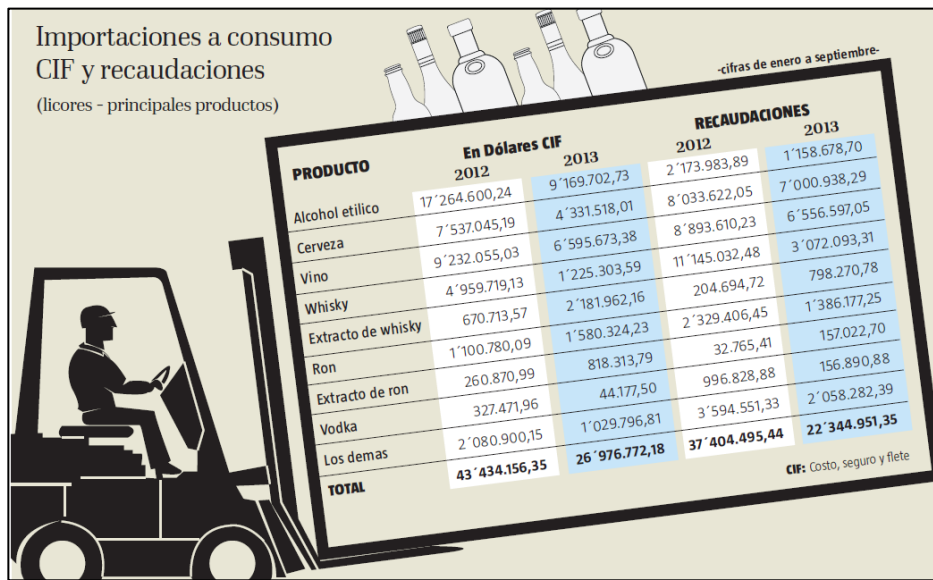 Importaciones a consumo
CIF y recaudaciones
(licores - principales productos)
-cifras de enero a septiembre-
PRODUCTO En Dólares CIF RECAUDACIONES
2012 2013 2012 2013
Alcohol etilico 17´264.600,24 9´169.702,73 2´173.983,89 1´158.678,70
Cerveza 7´537.045,19 4´331.518,01 8´033.622,05 7´000.938,29
Vino 9´232.055,03 6´595.673,38 8´893.610,23 6´556.597,05
Whisky 4´959.719,13 1´225.303,59 11´145.032,48 3´072.093,31
Extracto de whisky 670.713,57 2´181.962,16 204.694,72 798.270,78
Ron 1´100.780,09 1´580.324,23 2´329.406,45 1´386.177,25
Extracto de ron 260.870,99 818.313,79 32.765,41 157.022,70
Vodka 327.471,96 44.177,50 996.828,88 156.890,88
Los demas 2´080.900,15 1´029.796,81 3´594.551,33 2´058.282,39
TOTAL 43´434.156,35 26´976.772,18 37´404.495,44 22´344.951,35
CIF: Costo, seguro y flete